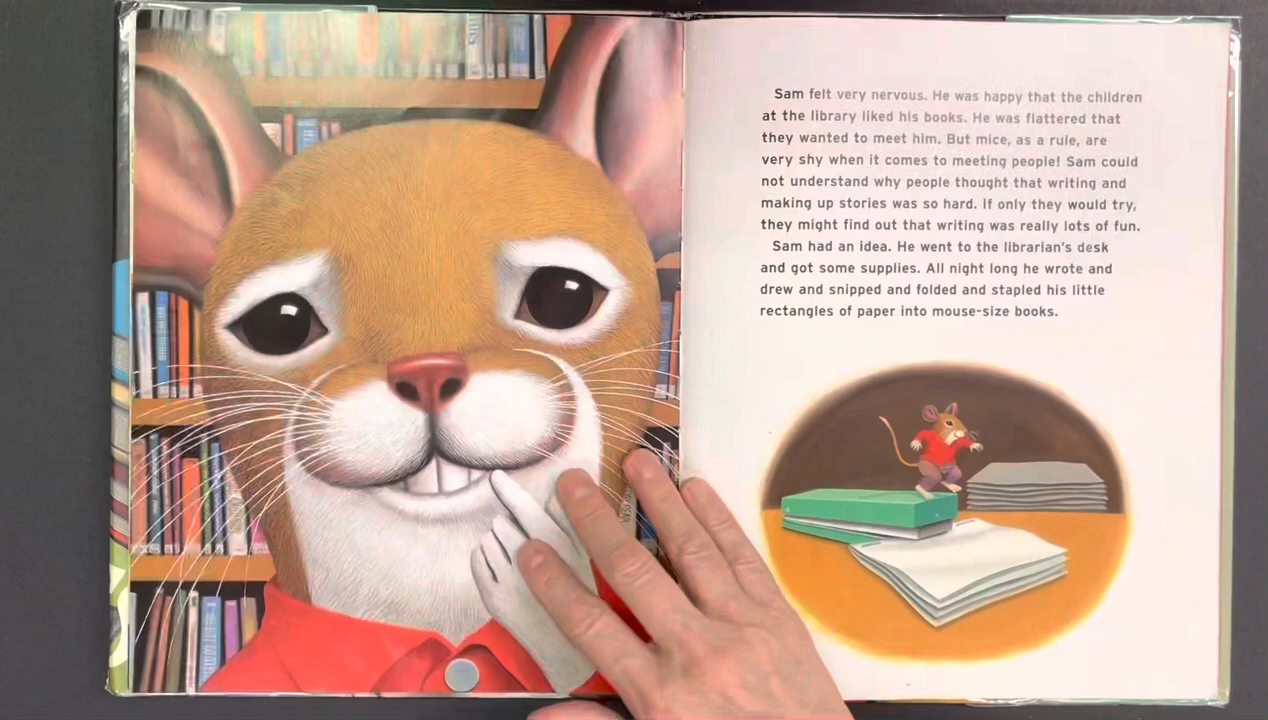 Sam felt very nervous. He was happy that the children
at the library liked his books. He was flattered that
they wanted to meet him. But mice, as a rule, are
very shy when it comes to meeting people! Sam could
not understand why people thought that writing and
making up stories was so hard. If only they would try,
they might find out that writing was really lots of fun.
Sam had an idea. He went to the librarian's desk
and got some supplies. All night long he wrote and
drew and snipped and folded and stapled his little
rectangles of paper into mouse-size books.